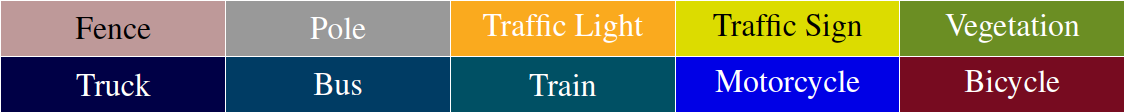 Fence Pole Traffic Light Traffic Sign Vegetation
Truck Bus Train Motorcycle Bicycle